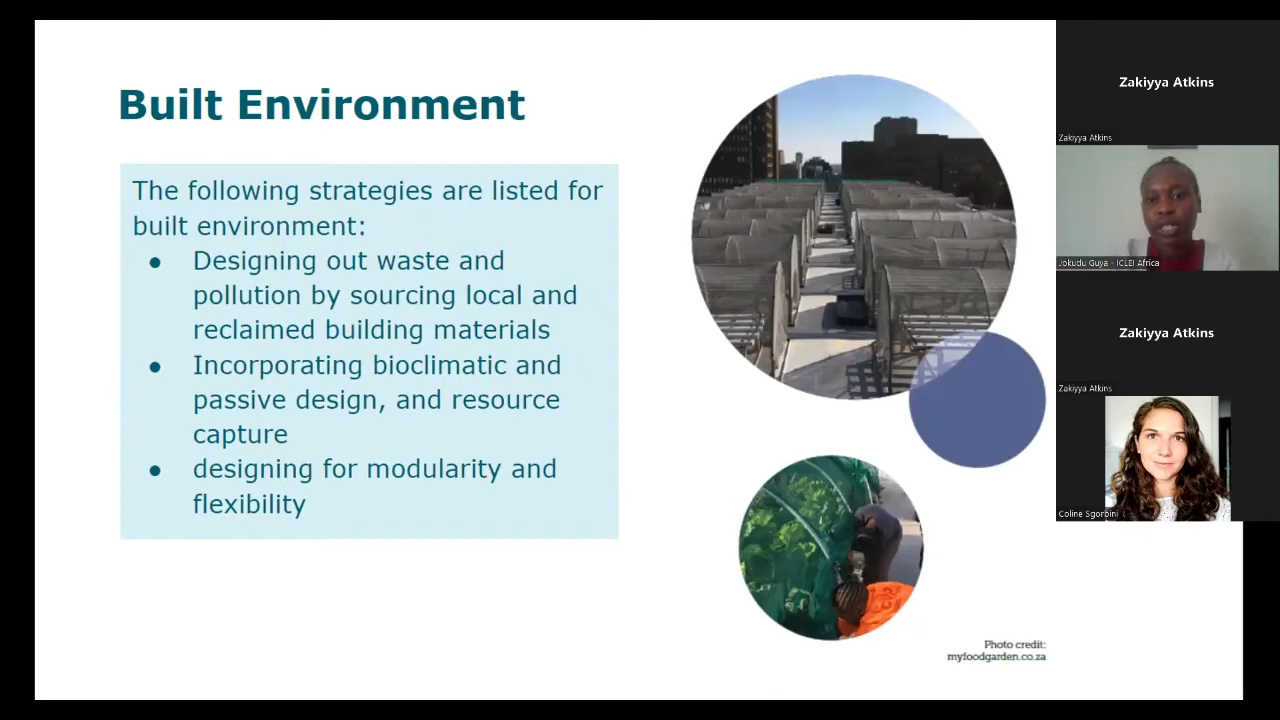 Built Environment
The following strategies are listed for
built environment:
● Designing out waste and
pollution by sourcing local and
reclaimed building materials
● Incorporating bioclimatic and
passive design, and resource
capture
● designing for modularity and
flexibility
Photo credit:
myfoodgarden.co.za
Zakiyya Atkins
Zakiyya Atkins
Jokudu Guya - ICLEI Africa
Zakiyya Atkins
Zakiyya Atkins
Coline Sgorbini